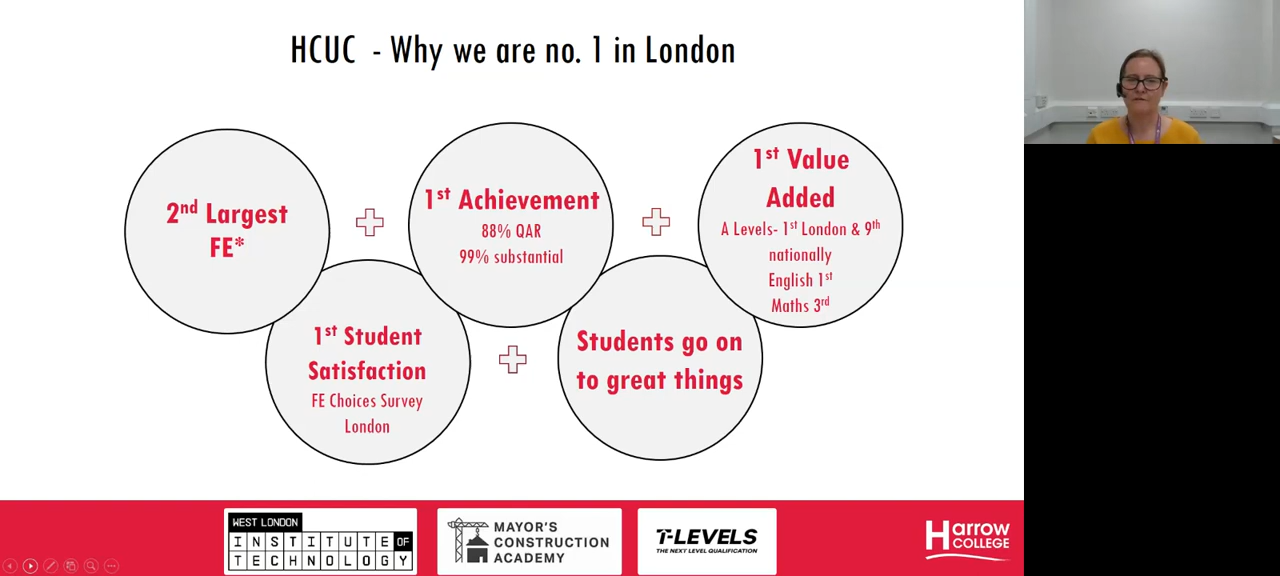 HCUC - Why we are no. 1 in London
2nd Largest
FE*
1st Achievement
88% QAR
99% substantial
1st Value
Added
A Levels- 1st London & 9th
nationally
English 1st
Maths 3rd
1st Student
Satisfaction
FE Choices Survey
London
Students go on
to great things
WEST LONDON
INSTITUTE OF
TECHNOLOGY
MAYOR'S
CONSTRUCTION
ACADEMY
T-LEVELS
THE NEXT LEVEL QUALIFICATION
Harrow
COLLEGE